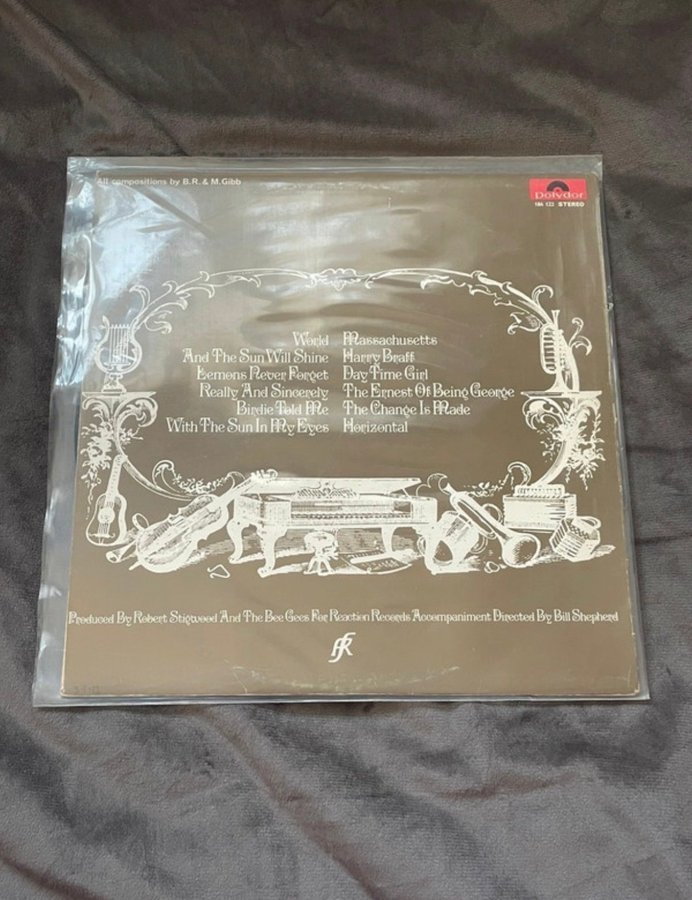 All compositions by B.R. & M.Gibb
Polydor
184 122 STEREO
World
And The Sun Will Shine
Lemons Never Forget
Really And Sincerely
Birdie Told Me
With The Sun In My Eyes
Massachusetts
Harry Braff
Day Time Girl
The Ernest Of Being George
The Change Is Made
Horizontal
Produced By Robert Stigwood And The Bee Gees For Reaction Records Accompaniment Directed By Bill Shepherd